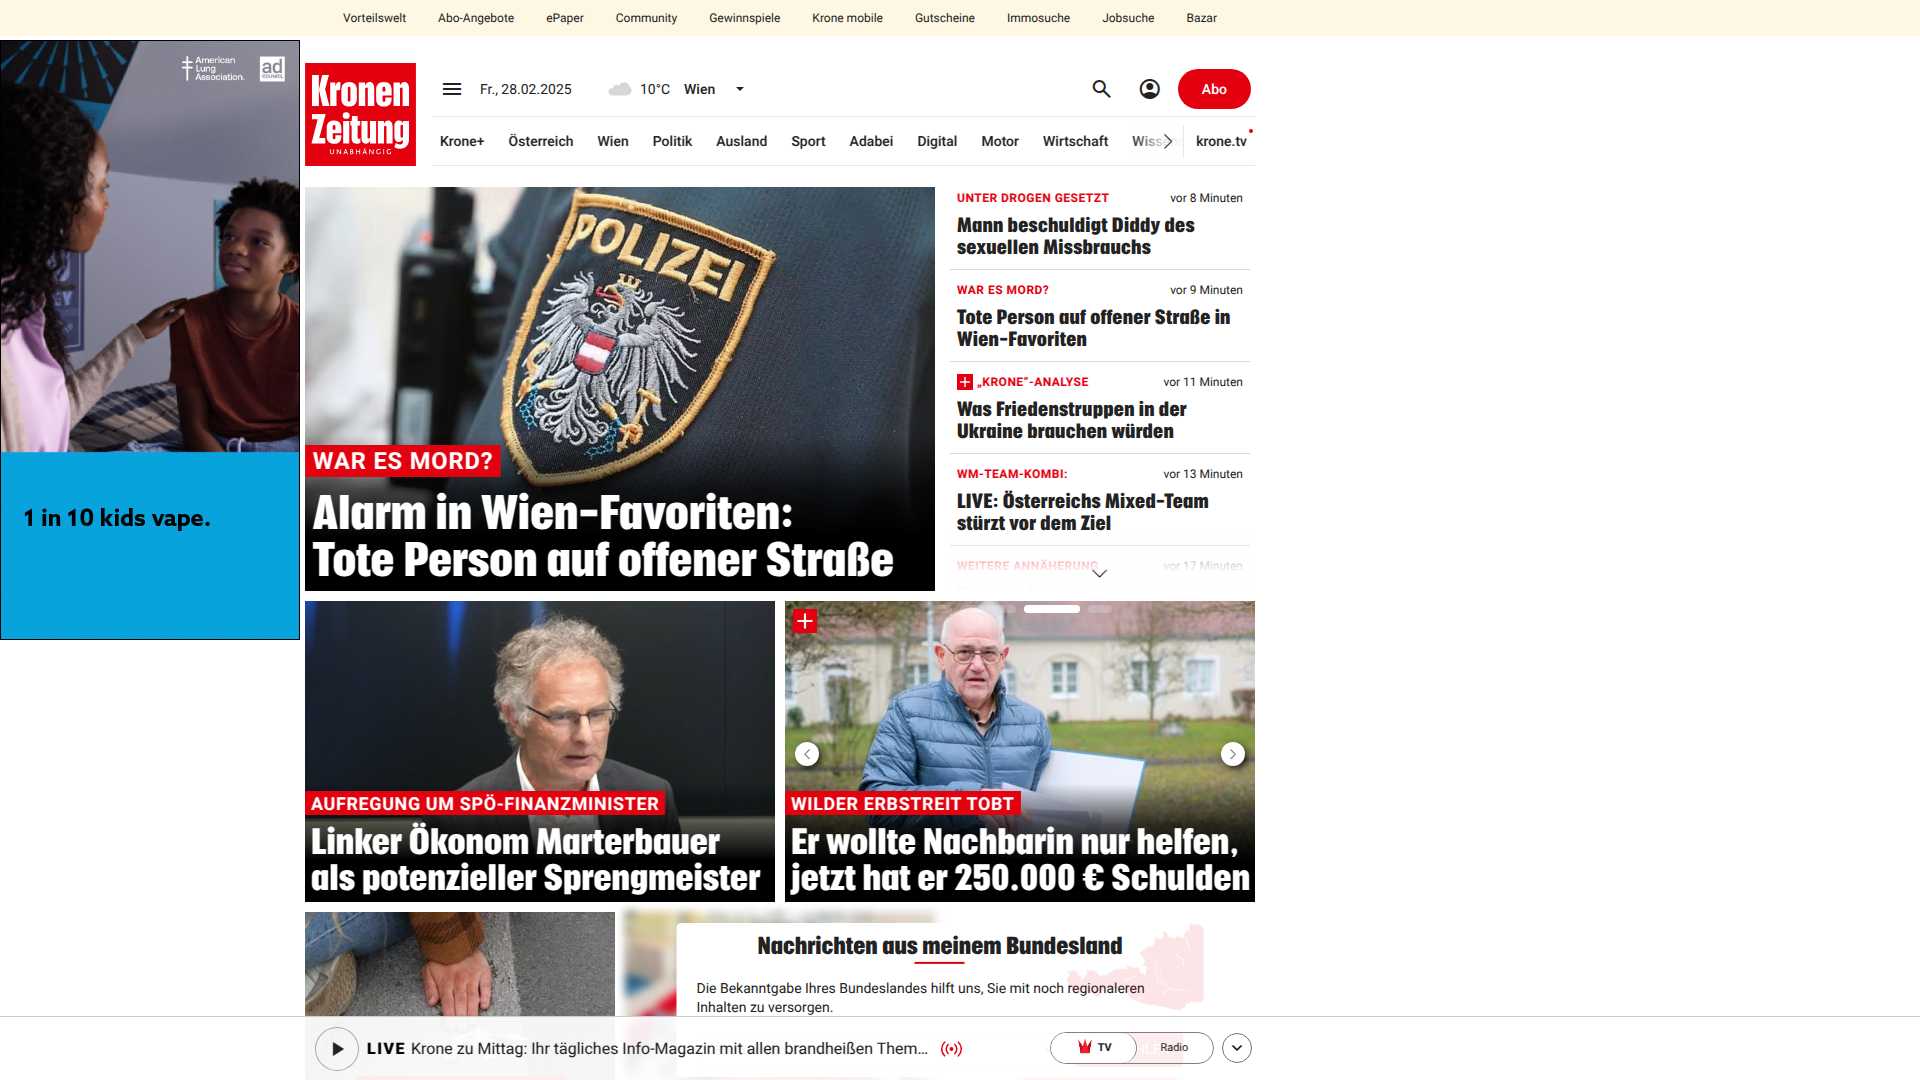 Vorteilswelt Abo-Angebote ePaper Community Gewinnspiele Krone mobile Gutscheine Immosuche Jobsuche Bazar
American Lung Association.
ad COUNCIL
1 in 10 kids vape.
Kronen
Zeitung
UNABHÄNGIG
Fr., 28.02.2025 10°C Wien
Abo
Krone+ Österreich Wien Politik Ausland Sport Adabei Digital Motor Wirtschaft krone.tv
POLIZEI
WAR ES MORD?
Alarm in Wien-Favoriten:
Tote Person auf offener Straße
UNTER DROGEN GESETZT vor 8 Minuten
Mann beschuldigt Diddy des
sexuellen Missbrauchs
WAR ES MORD? vor 9 Minuten
Tote Person auf offener Straße in
Wien-Favoriten
„KRONE“-ANALYSE vor 11 Minuten
Was Friedenstruppen in der
Ukraine brauchen würden
WM-TEAM-KOMBI: vor 13 Minuten
LIVE: Österreichs Mixed-Team
stürzt vor dem Ziel
WEITERE ANNÄHERUNG vor 17 Minuten
AUFREGUNG UM SPÖ-FINANZMINISTER
Linker Ökonom Marterbauer
als potenzieller Sprengmeister
WILDER ERBSTREIT TOBT
Er wollte Nachbarin nur helfen,
jetzt hat er 250.000 € Schulden
Nachrichten aus meinem Bundesland
Die Bekanntgabe Ihres Bundeslandes hilft uns, Sie mit noch regionaleren
Inhalten zu versorgen.
LIVE Krone zu Mittag: Ihr tägliches Info-Magazin mit allen brandheißen Them...
TV Radio